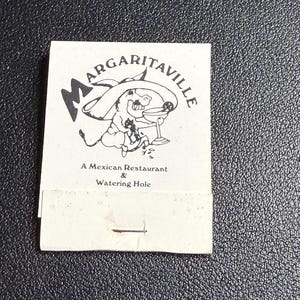 MARGARITAVILLE
A Mexican Restaurant
&
Watering Hole